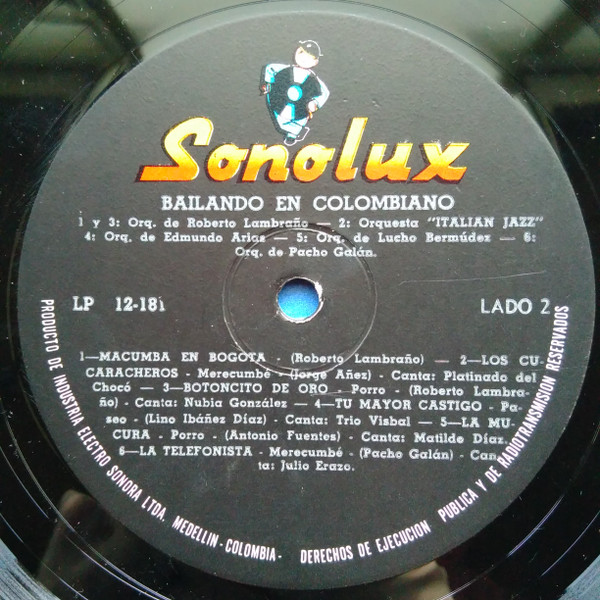 Sonolux
BAILANDO EN COLOMBIANO
1 y 3: Orq. de Roberto Lambraño — 2: Orquesta "ITALIAN JAZZ"
4: Orq. de Edmundo Arias — 5: Orq. de Lucho Bermúdez — 6:
Orq. de Pacho Galán.
LP 12-181
LADO 2
1—MACUMBA EN BOGOTA - (Roberto Lambraño) — 2—LOS CU-
CARACHEROS - Merecumbé - (Jorge Añez) - Canta: Platinado del
Chocó — 3—BOTONCITO DE ORO - Porro - (Roberto Lambra-
ño) - Canta: Nubia González — 4—TU MAYOR CASTIGO - Pa-
seo - (Lino Ibáñez Díaz) - Canta: Trio Visbal — 5—LA MU-
CURA - Porro - (Antonio Fuentes) - Canta: Matilde Díaz.
6—LA TELEFONISTA - Merecumbé - (Pacho Galán) - Can-
ta: Julio Erazo.
PRODUCTO DE INDUSTRIA ELECTRO SONORA LTDA. MEDELLIN - COLOMBIA - DERECHOS DE EJECUCION PUBLICA Y DE RADIOTRANSMISION RESERVADOS